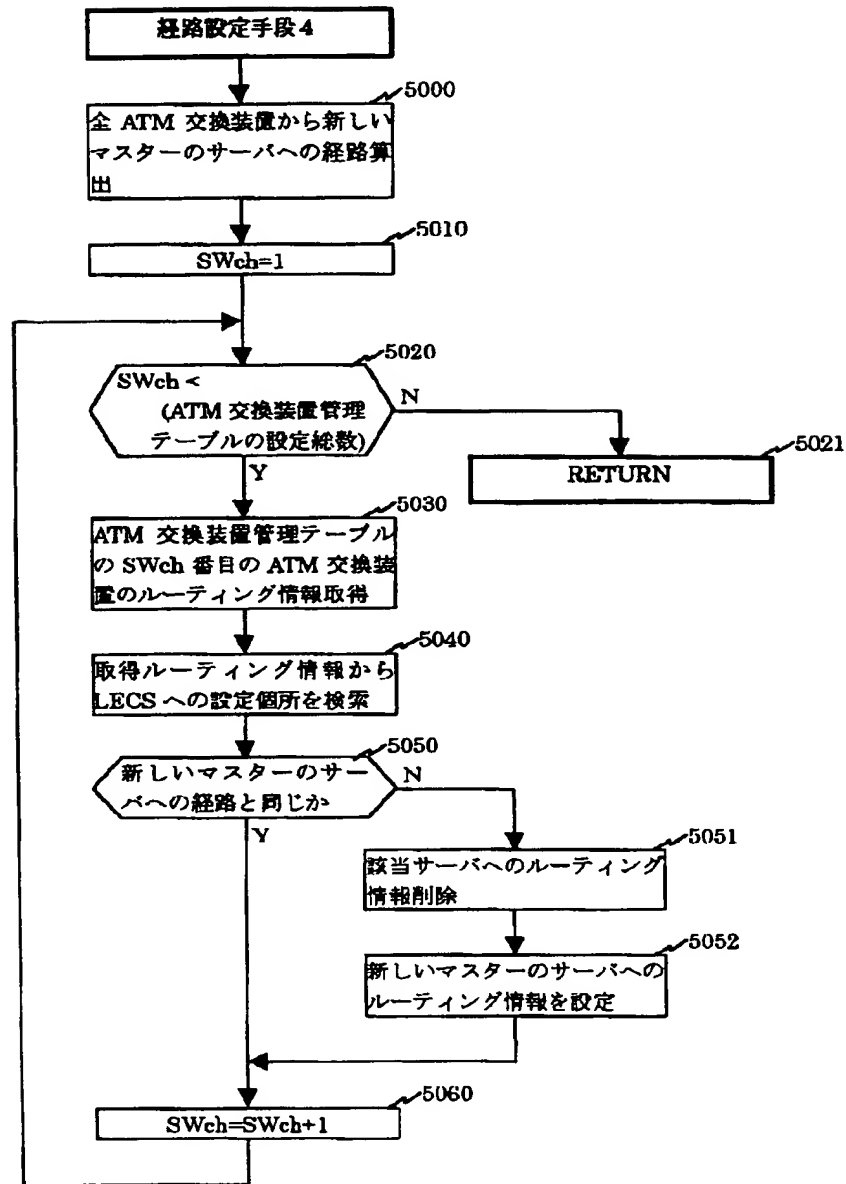 経路設定手段4
5000
全 ATM 交換装置から新しい
マスターのサーバへの経路算
出
5010
SWch=1
5020
SWch <
(ATM 交換装置管理
テーブルの設定総数)
N
Y
5021
RETURN
5030
ATM 交換装置管理テーブル
の SWch 番目の ATM 交換装
置のルーティング情報取得
5040
取得ルーティング情報から
LECS への設定個所を検索
5050
新しいマスターのサー
バへの経路と同じか
N
Y
5051
該当サーバへのルーティング
情報削除
5052
新しいマスターのサーバへの
ルーティング情報を設定
5060
SWch=SWch+1